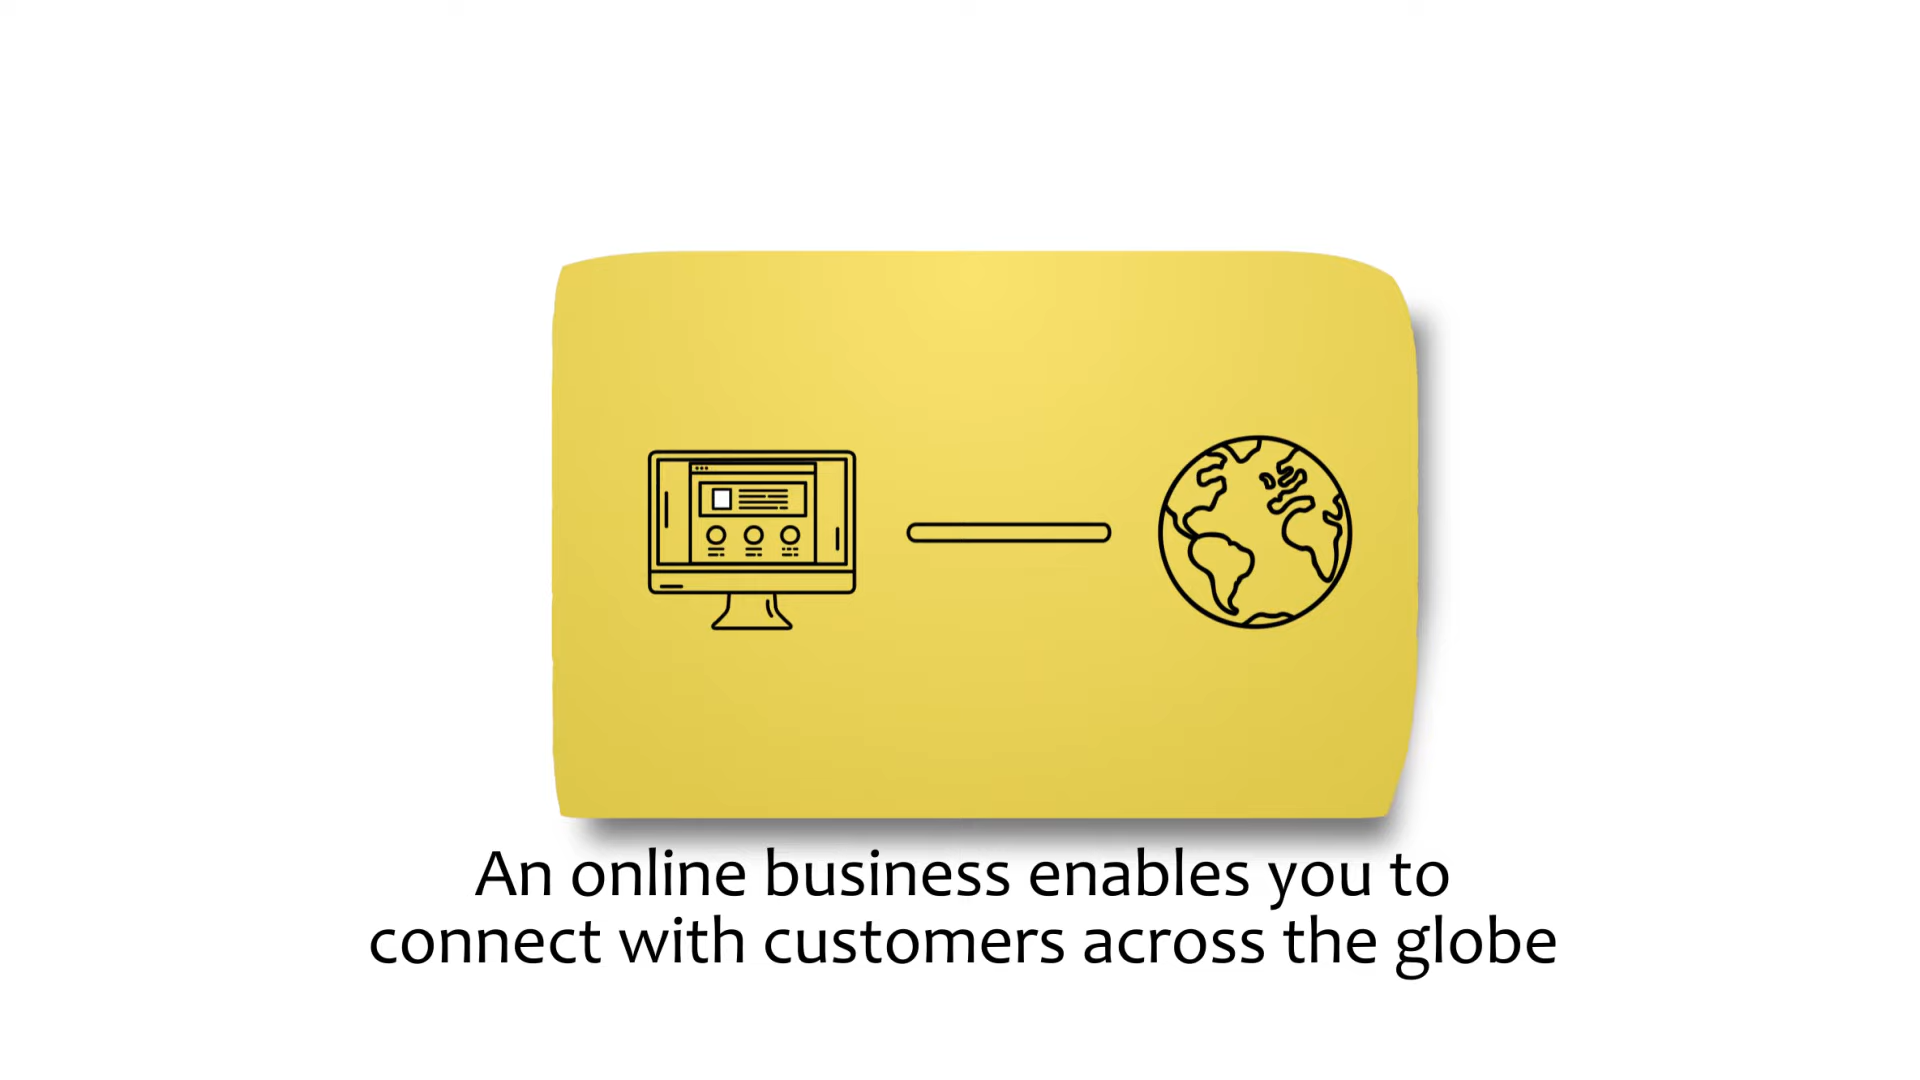 An online business enables you to
connect with customers across the globe